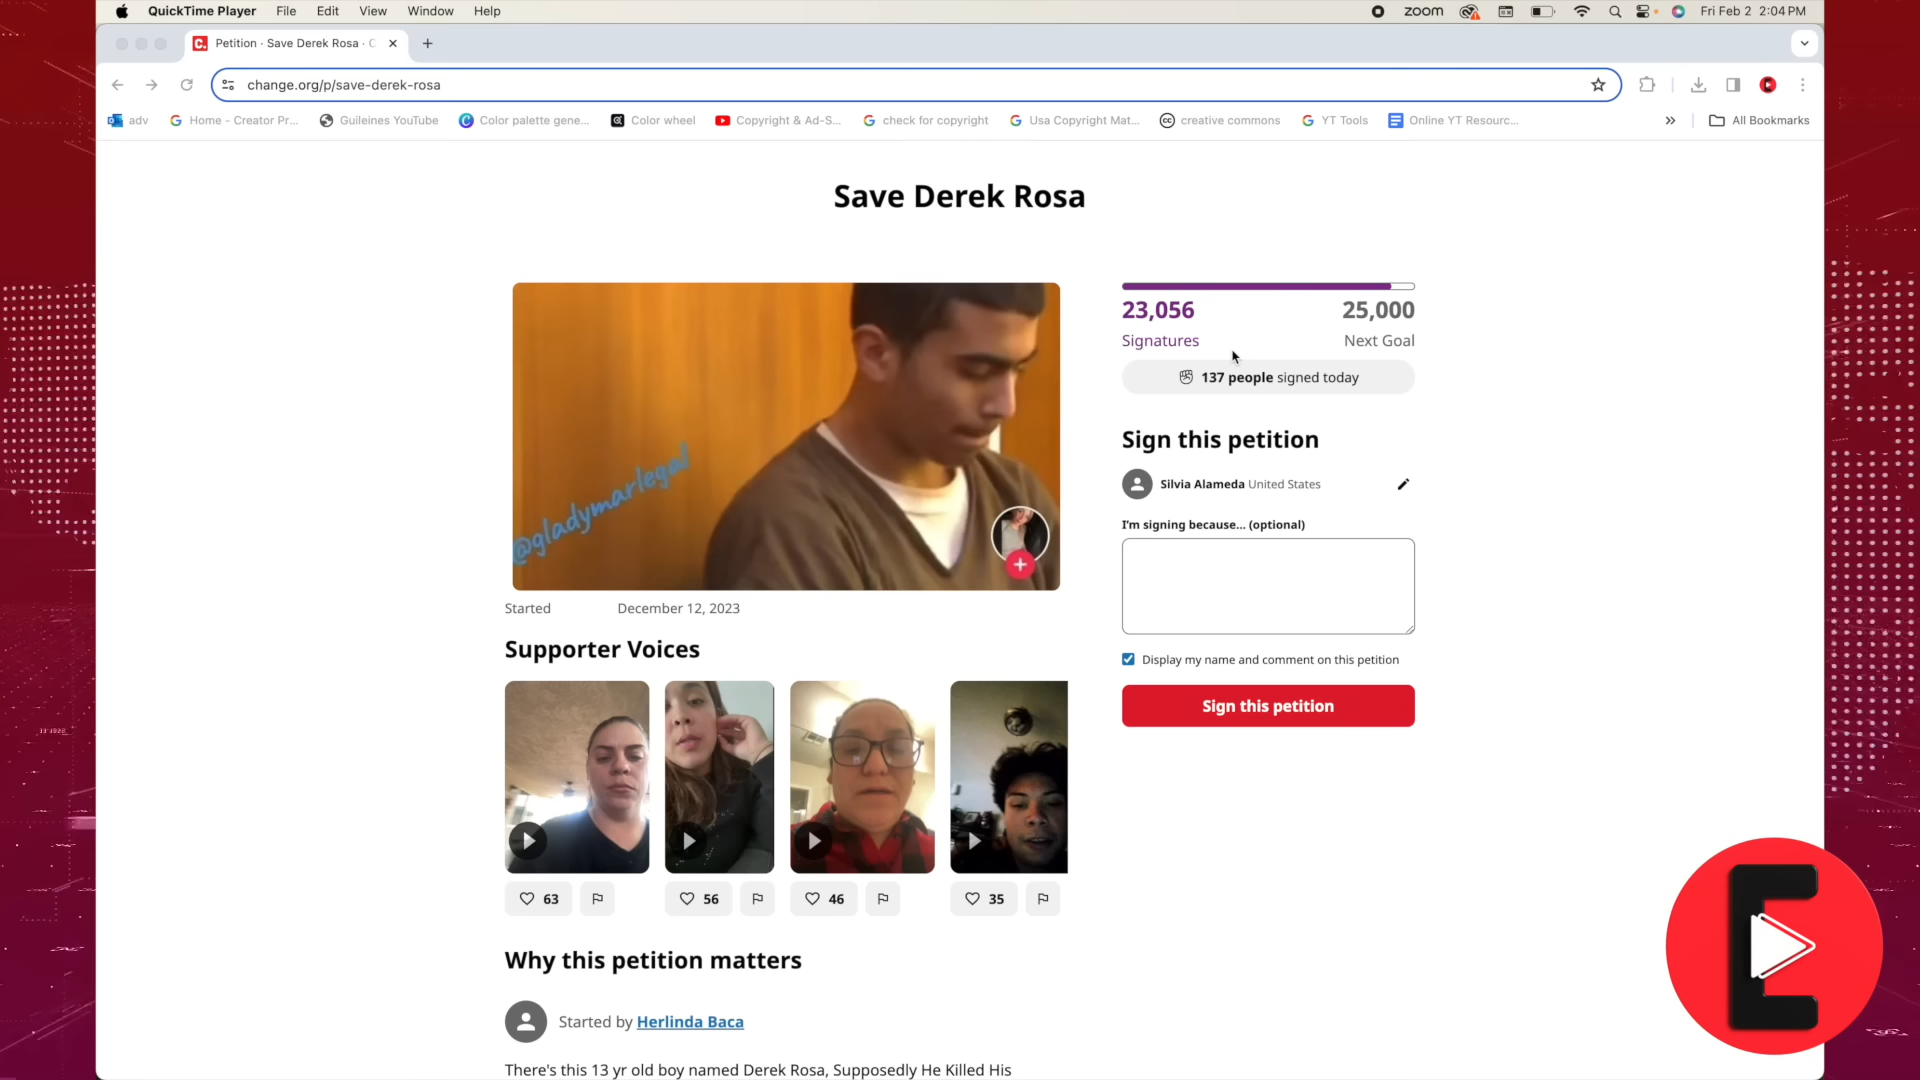 QuickTime Player File Edit View Window Help
zoom
Fri Feb 2 2:04 PM
Petition · Save Derek Rosa · C
change.org/p/save-derek-rosa
adv
Home - Creator Pr...
Guileines YouTube
Color palette gene...
Color wheel
Copyright & Ad-S...
check for copyright
Usa Copyright Mat...
creative commons
YT Tools
Online YT Resourc...
All Bookmarks
Save Derek Rosa
@gladymarlegal
23,056 25,000
Signatures Next Goal
137 people signed today
Sign this petition
Silvia Alameda United States
I'm signing because... (optional)
Display my name and comment on this petition
Sign this petition
Started December 12, 2023
Supporter Voices
63
56
46
35
Why this petition matters
Started by Herlinda Baca
There's this 13 yr old boy named Derek Rosa, Supposedly He Killed His
E